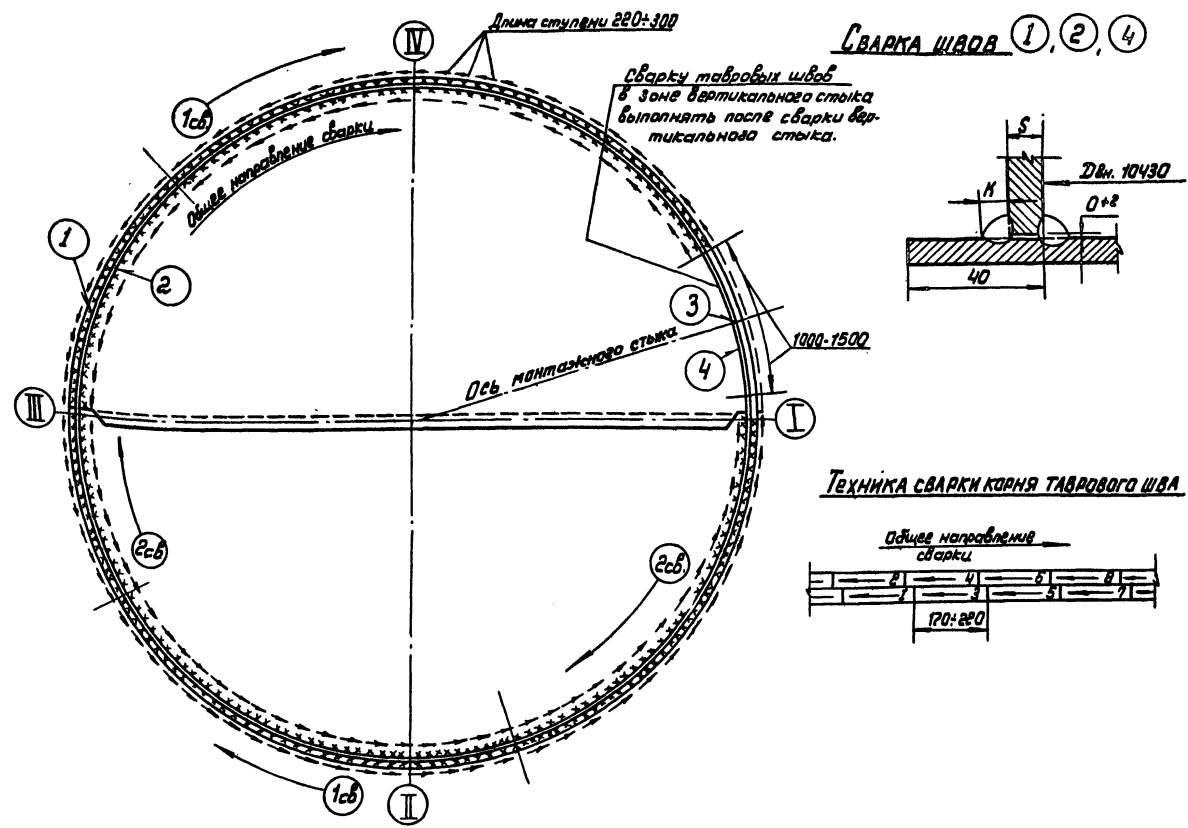 Длина ступени 220÷300
IV
Сварка швов 1, 2, 4
Сварку тавровых швов
в зоне вертикального стыка
выполнять после сварки вер-
тикального стыка.
1св.
Общее направление сварки
S
Dвн. 10430
K
0+2
40
1
2
3
4
1000-1500
Ось монтажного стыка
III
I
Техника сварки корня таврового шва
Общее направление
сварки
2 4 6 8
1 3 5 7
170÷220
2св
2св.
1св
II